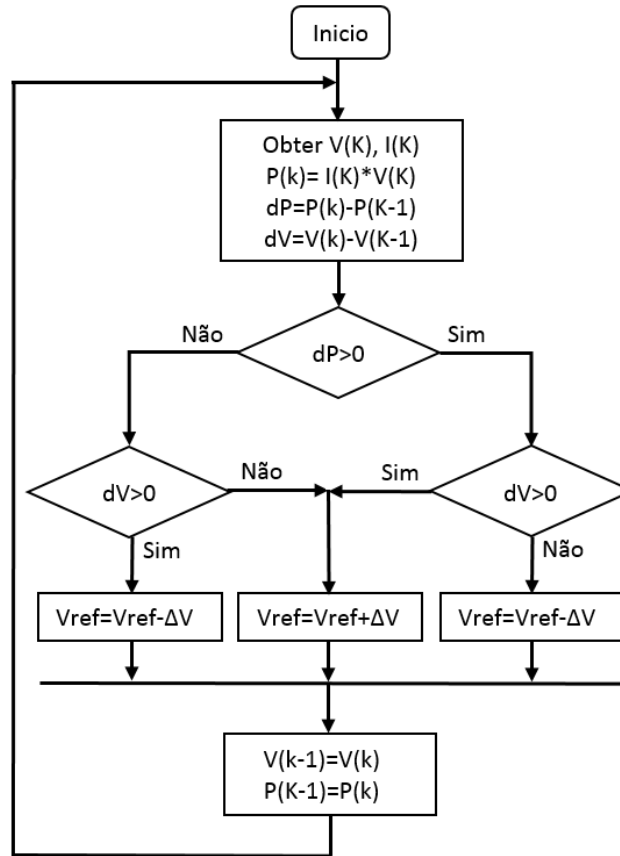 Inicio
Obter V(K), I(K)
P(k)= I(K)*V(K)
dP=P(k)-P(K-1)
dV=V(k)-V(K-1)
Não
Sim
dP>0
dV>0
Não
Sim
dV>0
Sim
Não
Vref=Vref-ΔV
Vref=Vref+ΔV
Vref=Vref-ΔV
V(k-1)=V(k)
P(K-1)=P(k)